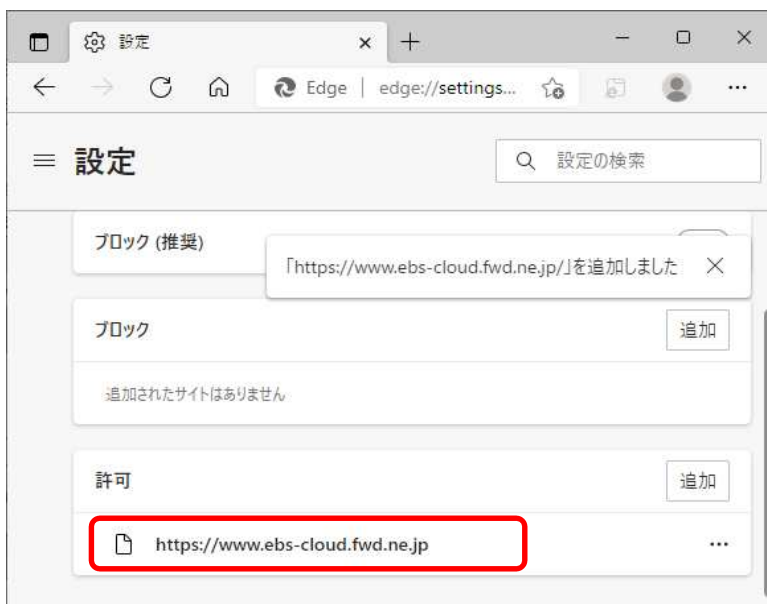 設定
Edge | edge://settings...
設定
設定の検索
ブロック (推奨)
「https://www.ebs-cloud.fwd.ne.jp/」を追加しました
ブロック
追加
追加されたサイトはありません
許可
追加
https://www.ebs-cloud.fwd.ne.jp